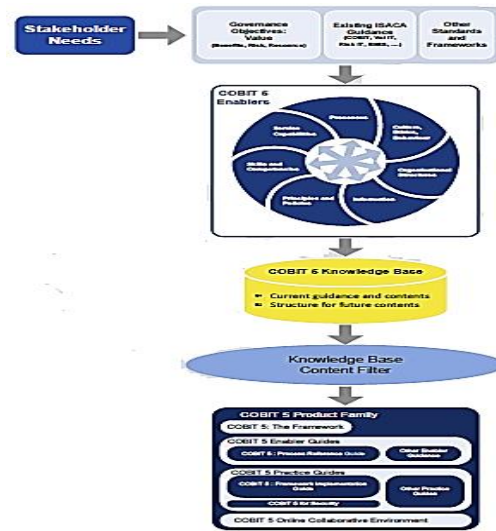 Stakeholder
Needs
Governance
Objectives:
Value
(Benefits, Risk, Resource)
Existing ISACA
Guidance
(COBIT, Val IT,
Risk IT, BMIS, ...)
Other
Standards
and
Frameworks
COBIT 5
Enablers
Processes
Culture,
Ethics,
Behaviour
Organisational
Structures
Information
Principles and
Policies
Skills and
Competencies
Service
Capabilities
COBIT 5 Knowledge Base
Current guidance and contents
Structure for future contents
Knowledge Base
Content Filter
COBIT 5 Product Family
COBIT 5: The Framework
COBIT 5 Enabler Guides
COBIT 5: Process Reference Guide
Other Enabler
Guidance
COBIT 5 Practice Guides
COBIT 5: Framework Implementation
Guide
COBIT 5 for Security
Other Practice
Guides
COBIT 5 Online Collaborative Environment